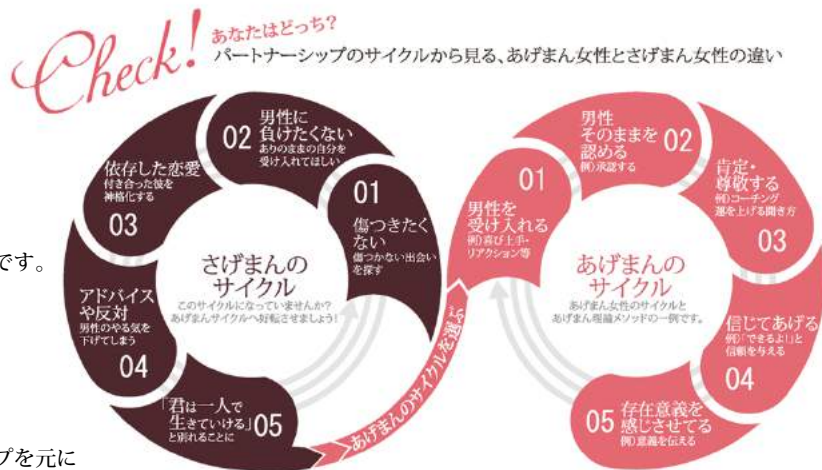 Check!
あなたはどっち?
パートナーシップのサイクルから見る、あげまん女性とさげまん女性の違い
さげまんの
サイクル
このサイクルになっていませんか?
あげまんサイクルへ好転させましょう!
01
傷つきたく
ない
傷つかない出会い
を探す
02
男性に
負けたくない
ありのままの自分を
受け入れてほしい
03
依存した恋愛
付き合った彼を
神格化する
04
アドバイス
や反対
男性のやる気を
下げてしまう
05
「君は一人で
生きていける」
と別れることに
あげまんのサイクルを選ぶ
あげまんの
サイクル
あげまん女性のサイクルと
あげまん理論メソッドの一例です。
01
男性を
受け入れる
例)喜び上手・
リアクション等
02
男性
そのままを
認める
例)承認する
03
肯定・
尊敬する
例)コーチング
運を上げる聞き方
04
信じてあげる
例)「できるよ!」と
信頼を与える
05
存在意義を
感じさせてる
例)意義を伝える
です。
プを元に